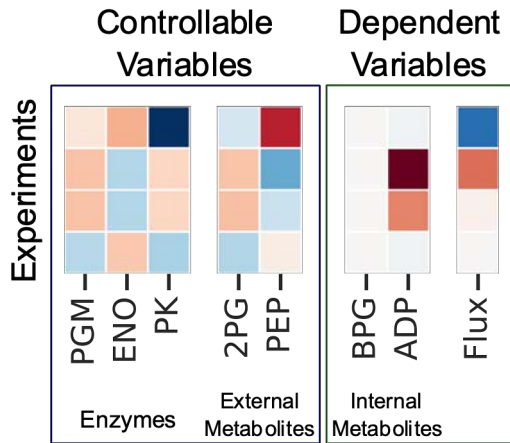 Controllable
Variables
Dependent
Variables
Experiments
PGM
ENO
PK
2PG
PEP
BPG
ADP
Flux
Enzymes
External
Metabolites
Internal
Metabolites